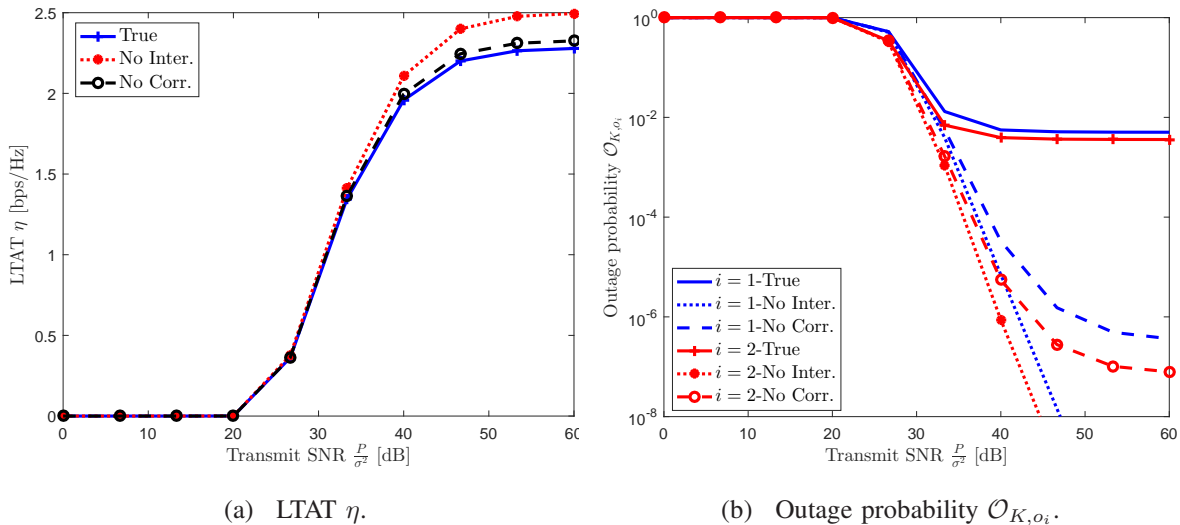 2.5
2
1.5
1
0.5
0
LTAT η [bps/Hz]
True
No Inter.
No Corr.
0 10 20 30 40 50 60
Transmit SNR P/σ² [dB]
(a) LTAT η.
10⁰
10⁻²
10⁻⁴
10⁻⁶
10⁻⁸
Outage probability 𝒪_{K,o_i}
i = 1-True
i = 1-No Inter.
i = 1-No Corr.
i = 2-True
i = 2-No Inter.
i = 2-No Corr.
0 10 20 30 40 50 60
Transmit SNR P/σ² [dB]
(b) Outage probability 𝒪_{K,o_i}.